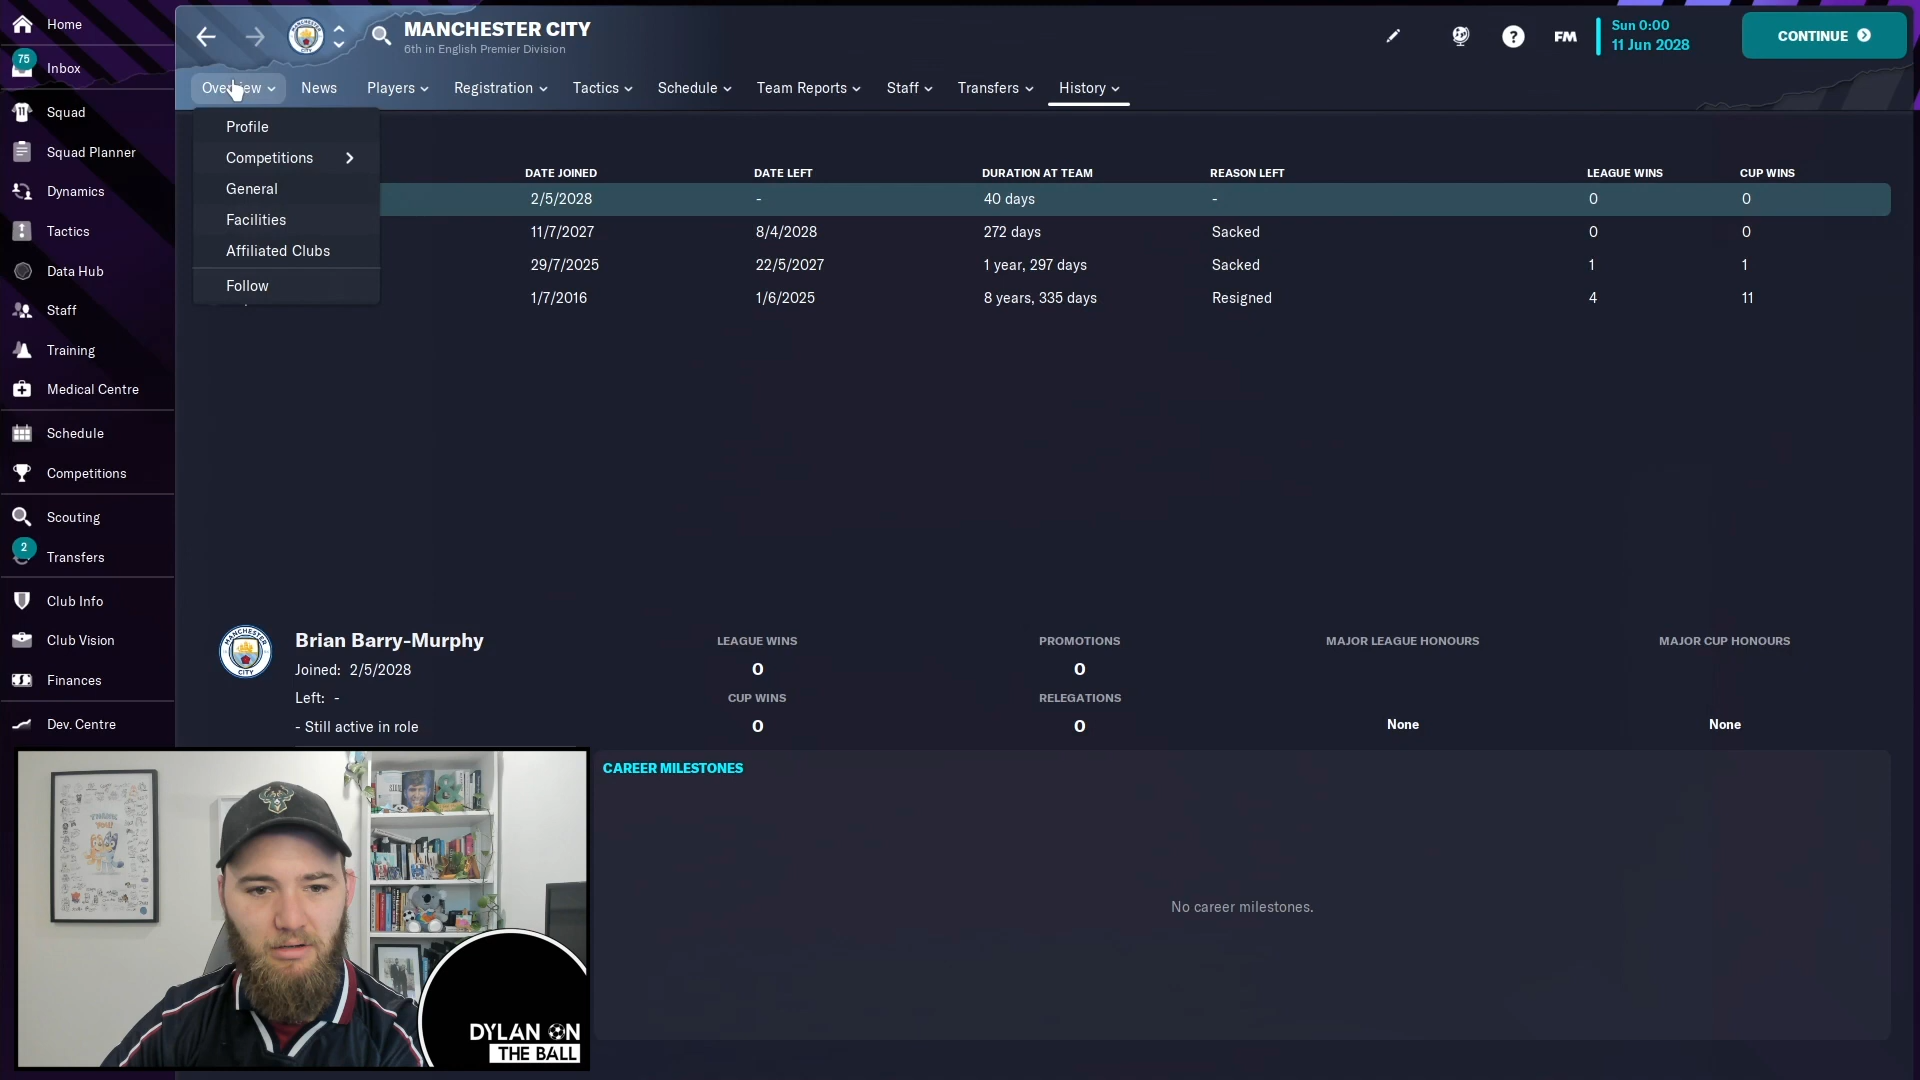 Home
75
Inbox
Squad
Squad Planner
Dynamics
Tactics
Data Hub
Staff
Training
Medical Centre
Schedule
Competitions
Scouting
2
Transfers
Club Info
Club Vision
Finances
Dev. Centre
MANCHESTER CITY
6th in English Premier Division
FM
Sun 0:00
11 Jun 2028
CONTINUE
Overview News Players Registration Tactics Schedule Team Reports Staff Transfers History
Profile
Competitions
General
Facilities
Affiliated Clubs
Follow
DATE JOINED DATE LEFT DURATION AT TEAM REASON LEFT LEAGUE WINS CUP WINS
2/5/2028 - 40 days - 0 0
11/7/2027 8/4/2028 272 days Sacked 0 0
29/7/2025 22/5/2027 1 year, 297 days Sacked 1 1
1/7/2016 1/6/2025 8 years, 335 days Resigned 4 11
MANCHESTER
CITY
Brian Barry-Murphy
Joined: 2/5/2028
Left: -
- Still active in role
LEAGUE WINS
0
CUP WINS
0
PROMOTIONS
0
RELEGATIONS
0
MAJOR LEAGUE HONOURS
None
MAJOR CUP HONOURS
None
CAREER MILESTONES
No career milestones.
THANK
YOU!
DYLAN ON
THE BALL